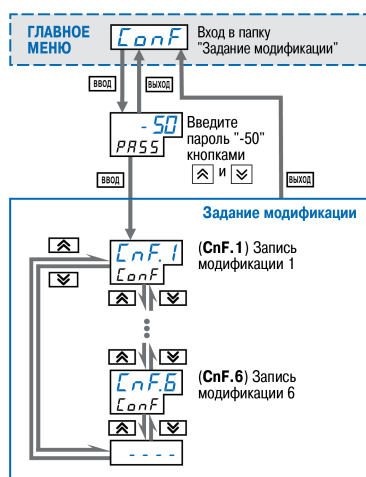 ГЛАВНОЕ МЕНЮ
ConF
Вход в папку
"Задание модификации"
ВВОД
ВЫХОД
- 50
PASS
Введите
пароль "-50"
кнопками
и
ВВОД
ВЫХОД
Задание модификации
CnF.1
ConF
(CnF.1) Запись
модификации 1
CnF.6
ConF
(CnF.6) Запись
модификации 6
- - - -